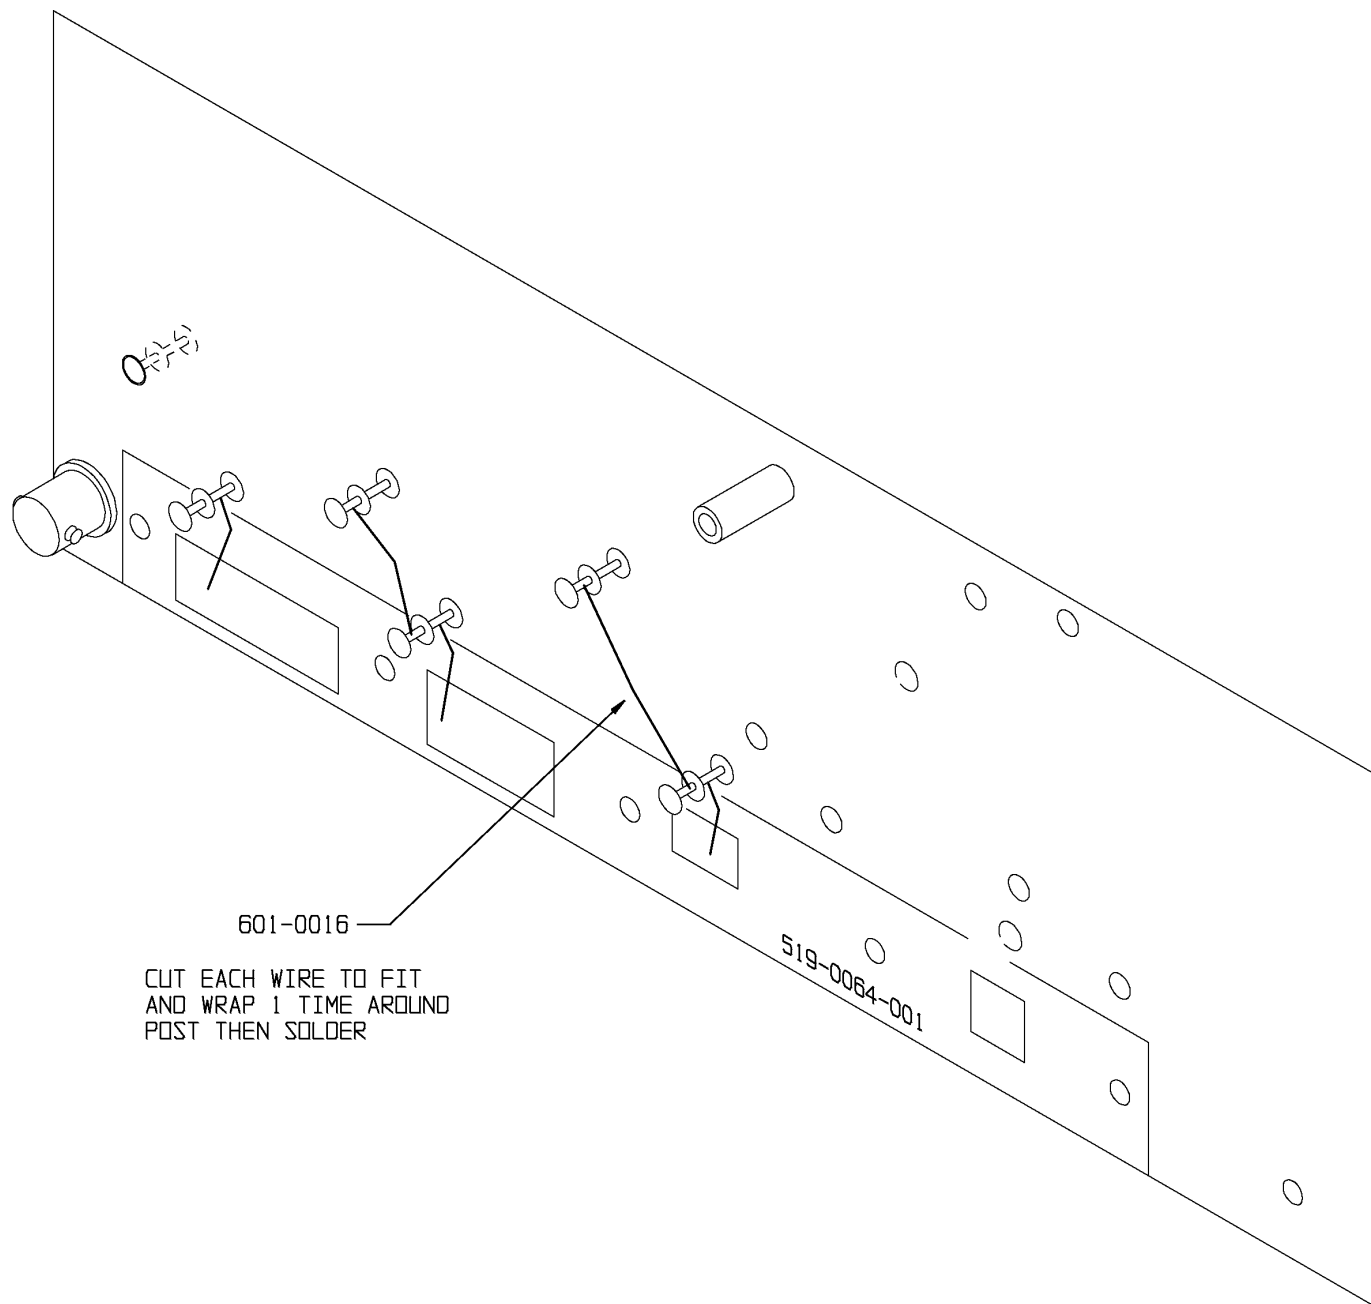 601-0016
CUT EACH WIRE TO FIT
AND WRAP 1 TIME AROUND
POST THEN SOLDER
519-0064-001